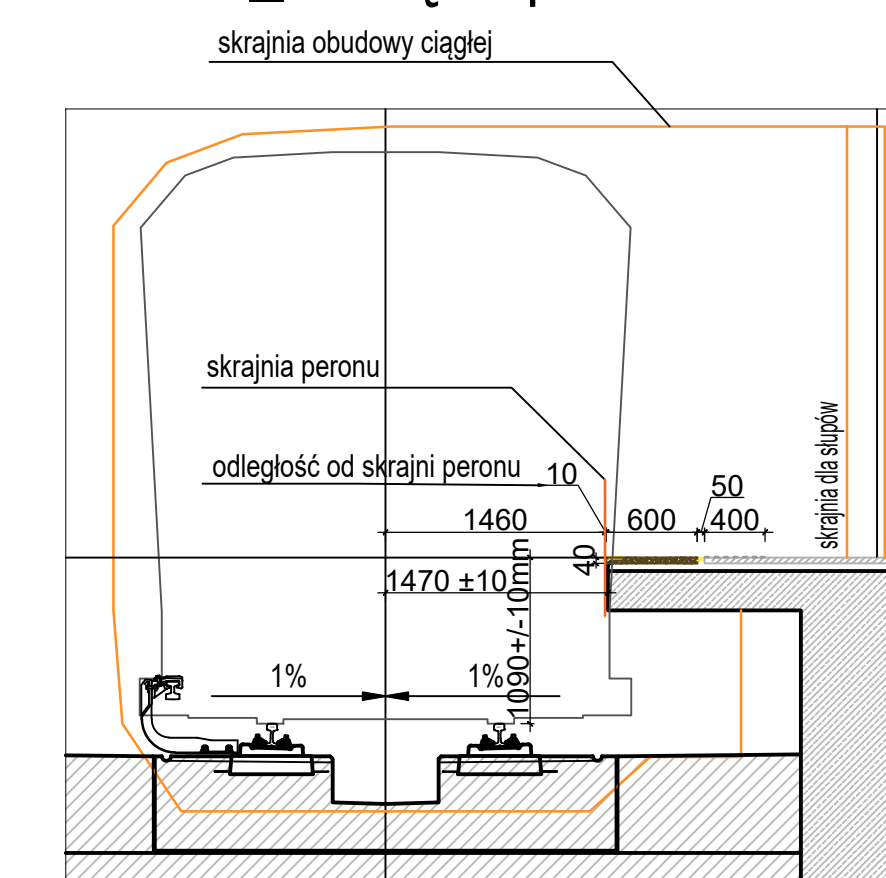 skrajnia obudowy ciągłej
skrajnia peronu
odległość od skrajni peronu
10
50
1460
600
400
skrajnia dla słupów
40
1470 ±10
1090+/-10mm
1%
1%